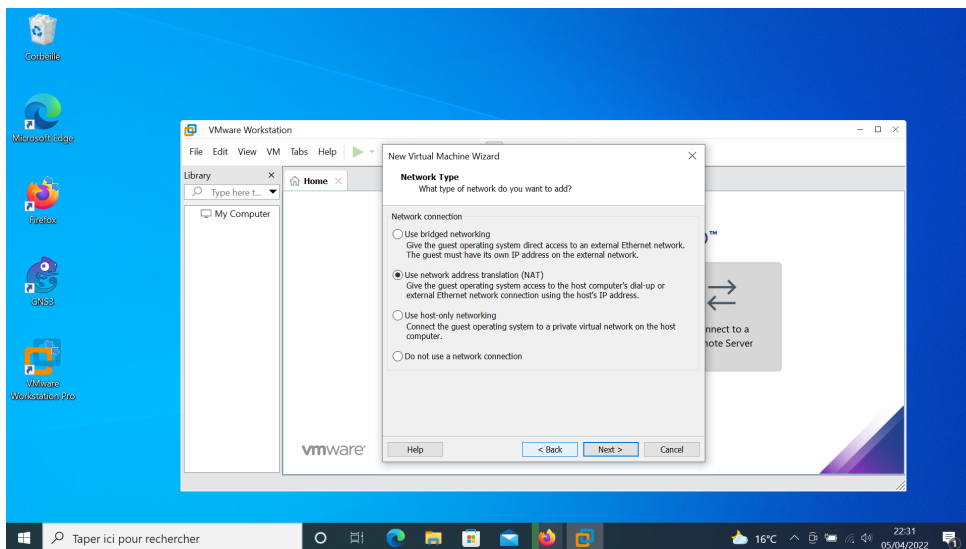 Corbeille
Microsoft Edge
Firefox
GNS3
VMware
Workstation Pro
VMware Workstation
File Edit View VM Tabs Help
Library
Type here t...
My Computer
Home
New Virtual Machine Wizard
Network Type
What type of network do you want to add?
Network connection
Use bridged networking
Give the guest operating system direct access to an external Ethernet network.
The guest must have its own IP address on the external network.
Use network address translation (NAT)
Give the guest operating system access to the host computer's dial-up or
external Ethernet network connection using the host's IP address.
Use host-only networking
Connect the guest operating system to a private virtual network on the host
computer.
Do not use a network connection
Help < Back Next > Cancel
™
nnect to a
note Server
vmware
Taper ici pour rechercher
16°C
22:31
05/04/2022
1